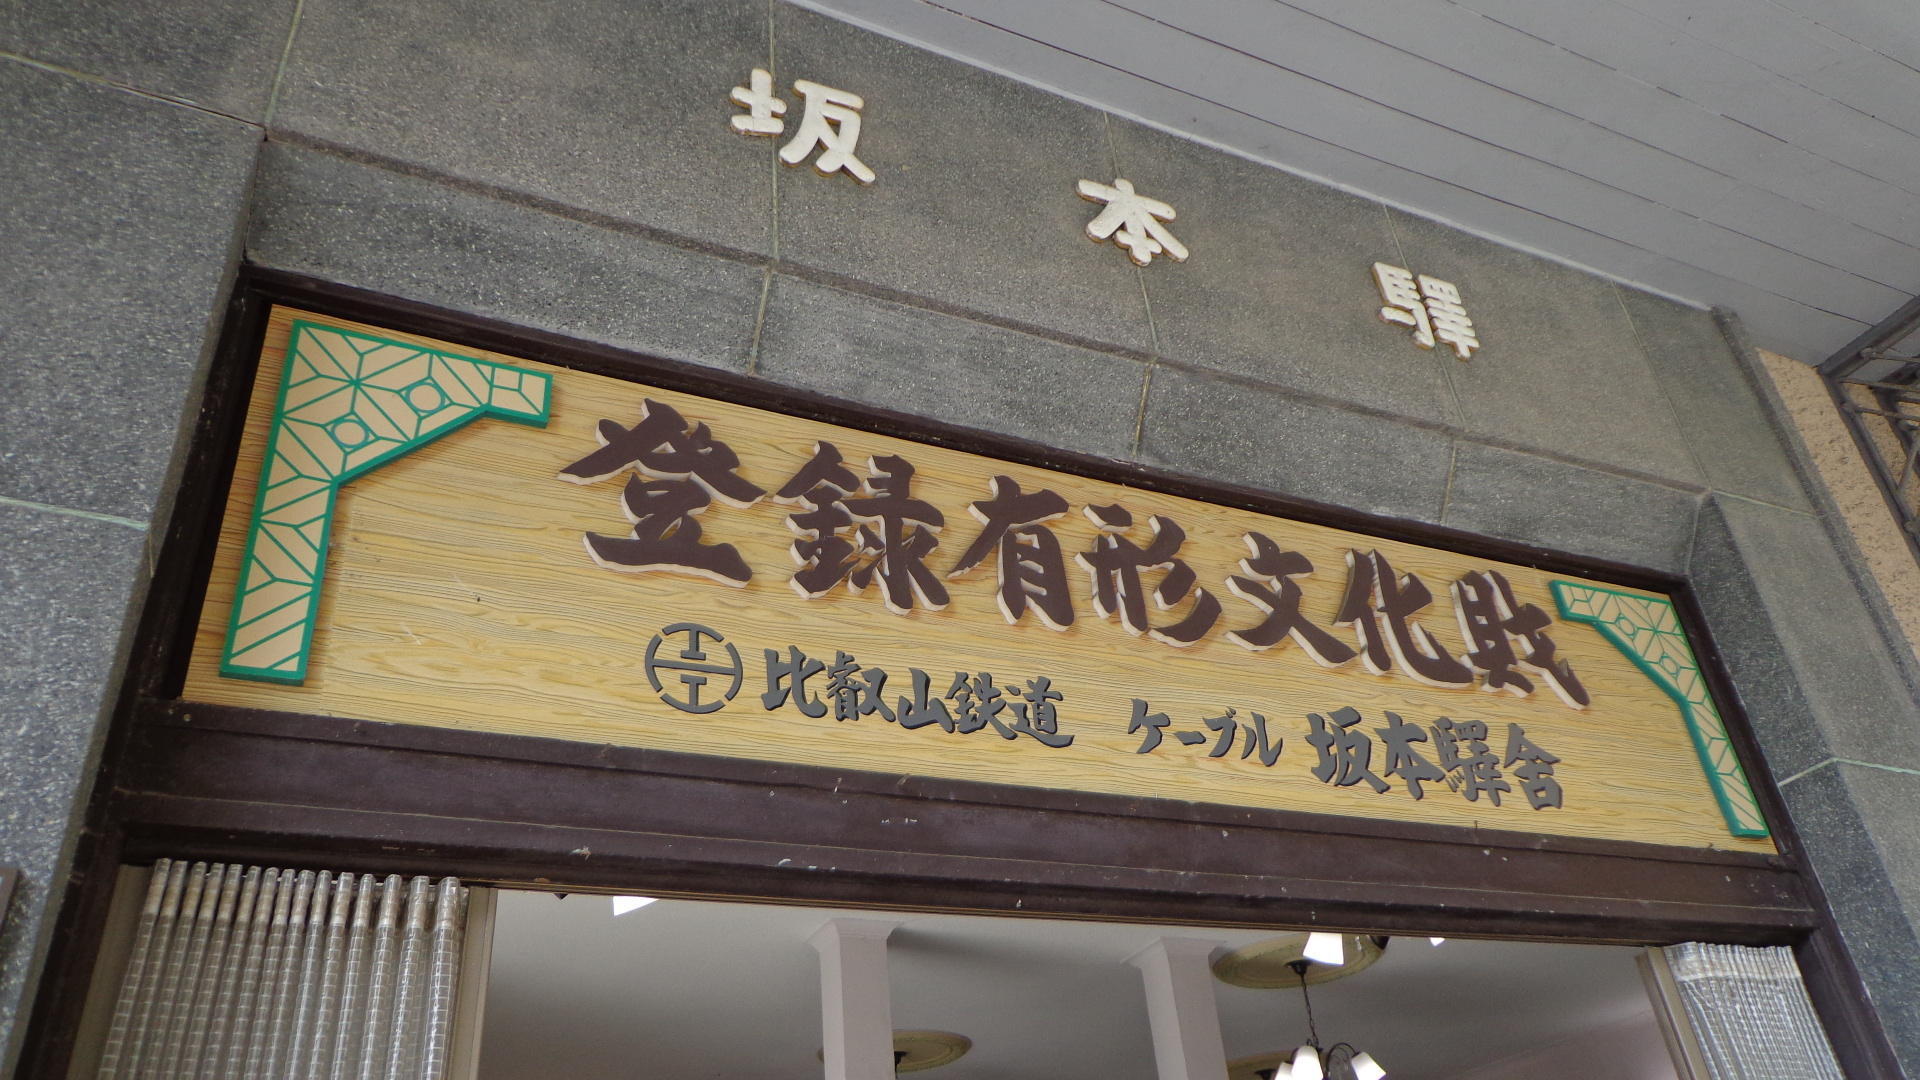 坂本驛
登録有形文化財
比叡山鉄道 ケーブル坂本驛舎